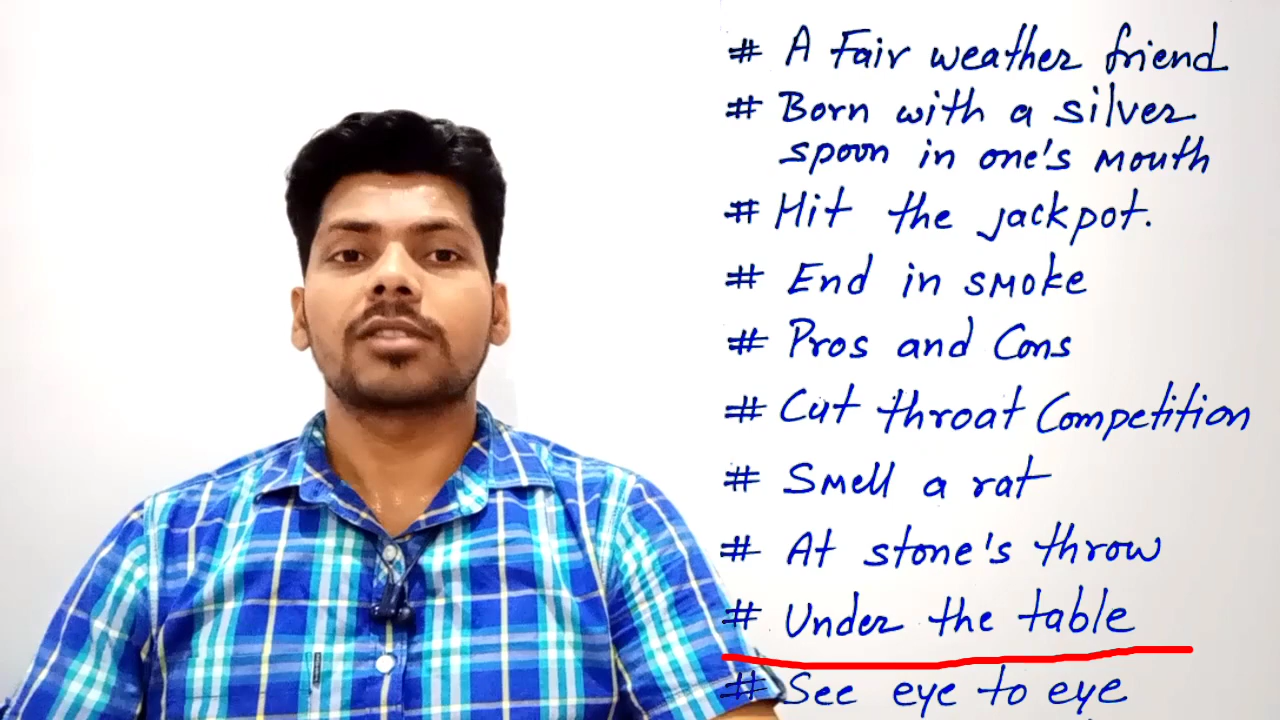 # A Fair weather friend
# Born with a silver
spoon in one's mouth
# Hit the jackpot.
# End in smoke
# Pros and Cons
# Cut throat Competition
# Smell a rat
# At stone's throw
# Under the table
# See eye to eye